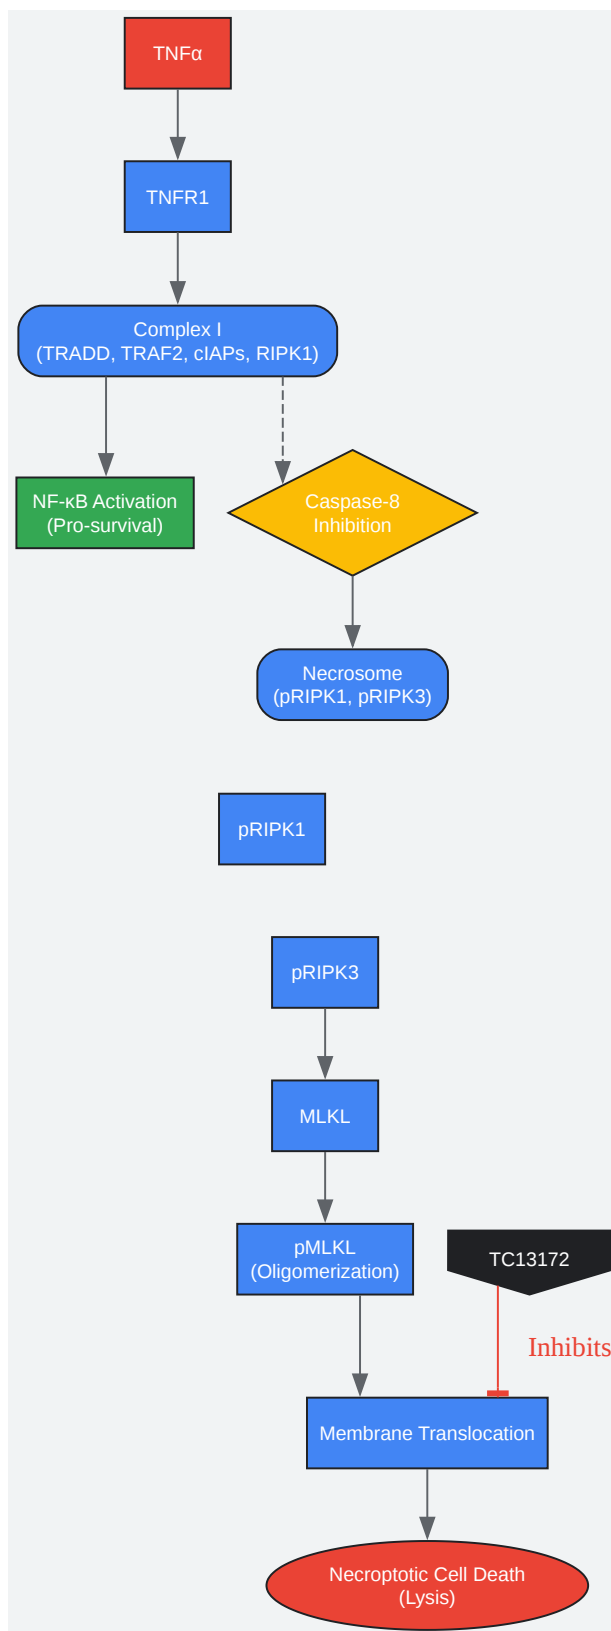 TNFα
TNFR1
Complex I
(TRADD, TRAF2, cIAPs, RIPK1)
NF-κB Activation
(Pro-survival)
Caspase-8
Inhibition
Necrosome
(pRIPK1, pRIPK3)
pRIPK1
pRIPK3
MLKL
pMLKL
(Oligomerization)
TC13172
Inhibits
Membrane Translocation
Necroptotic Cell Death
(Lysis)